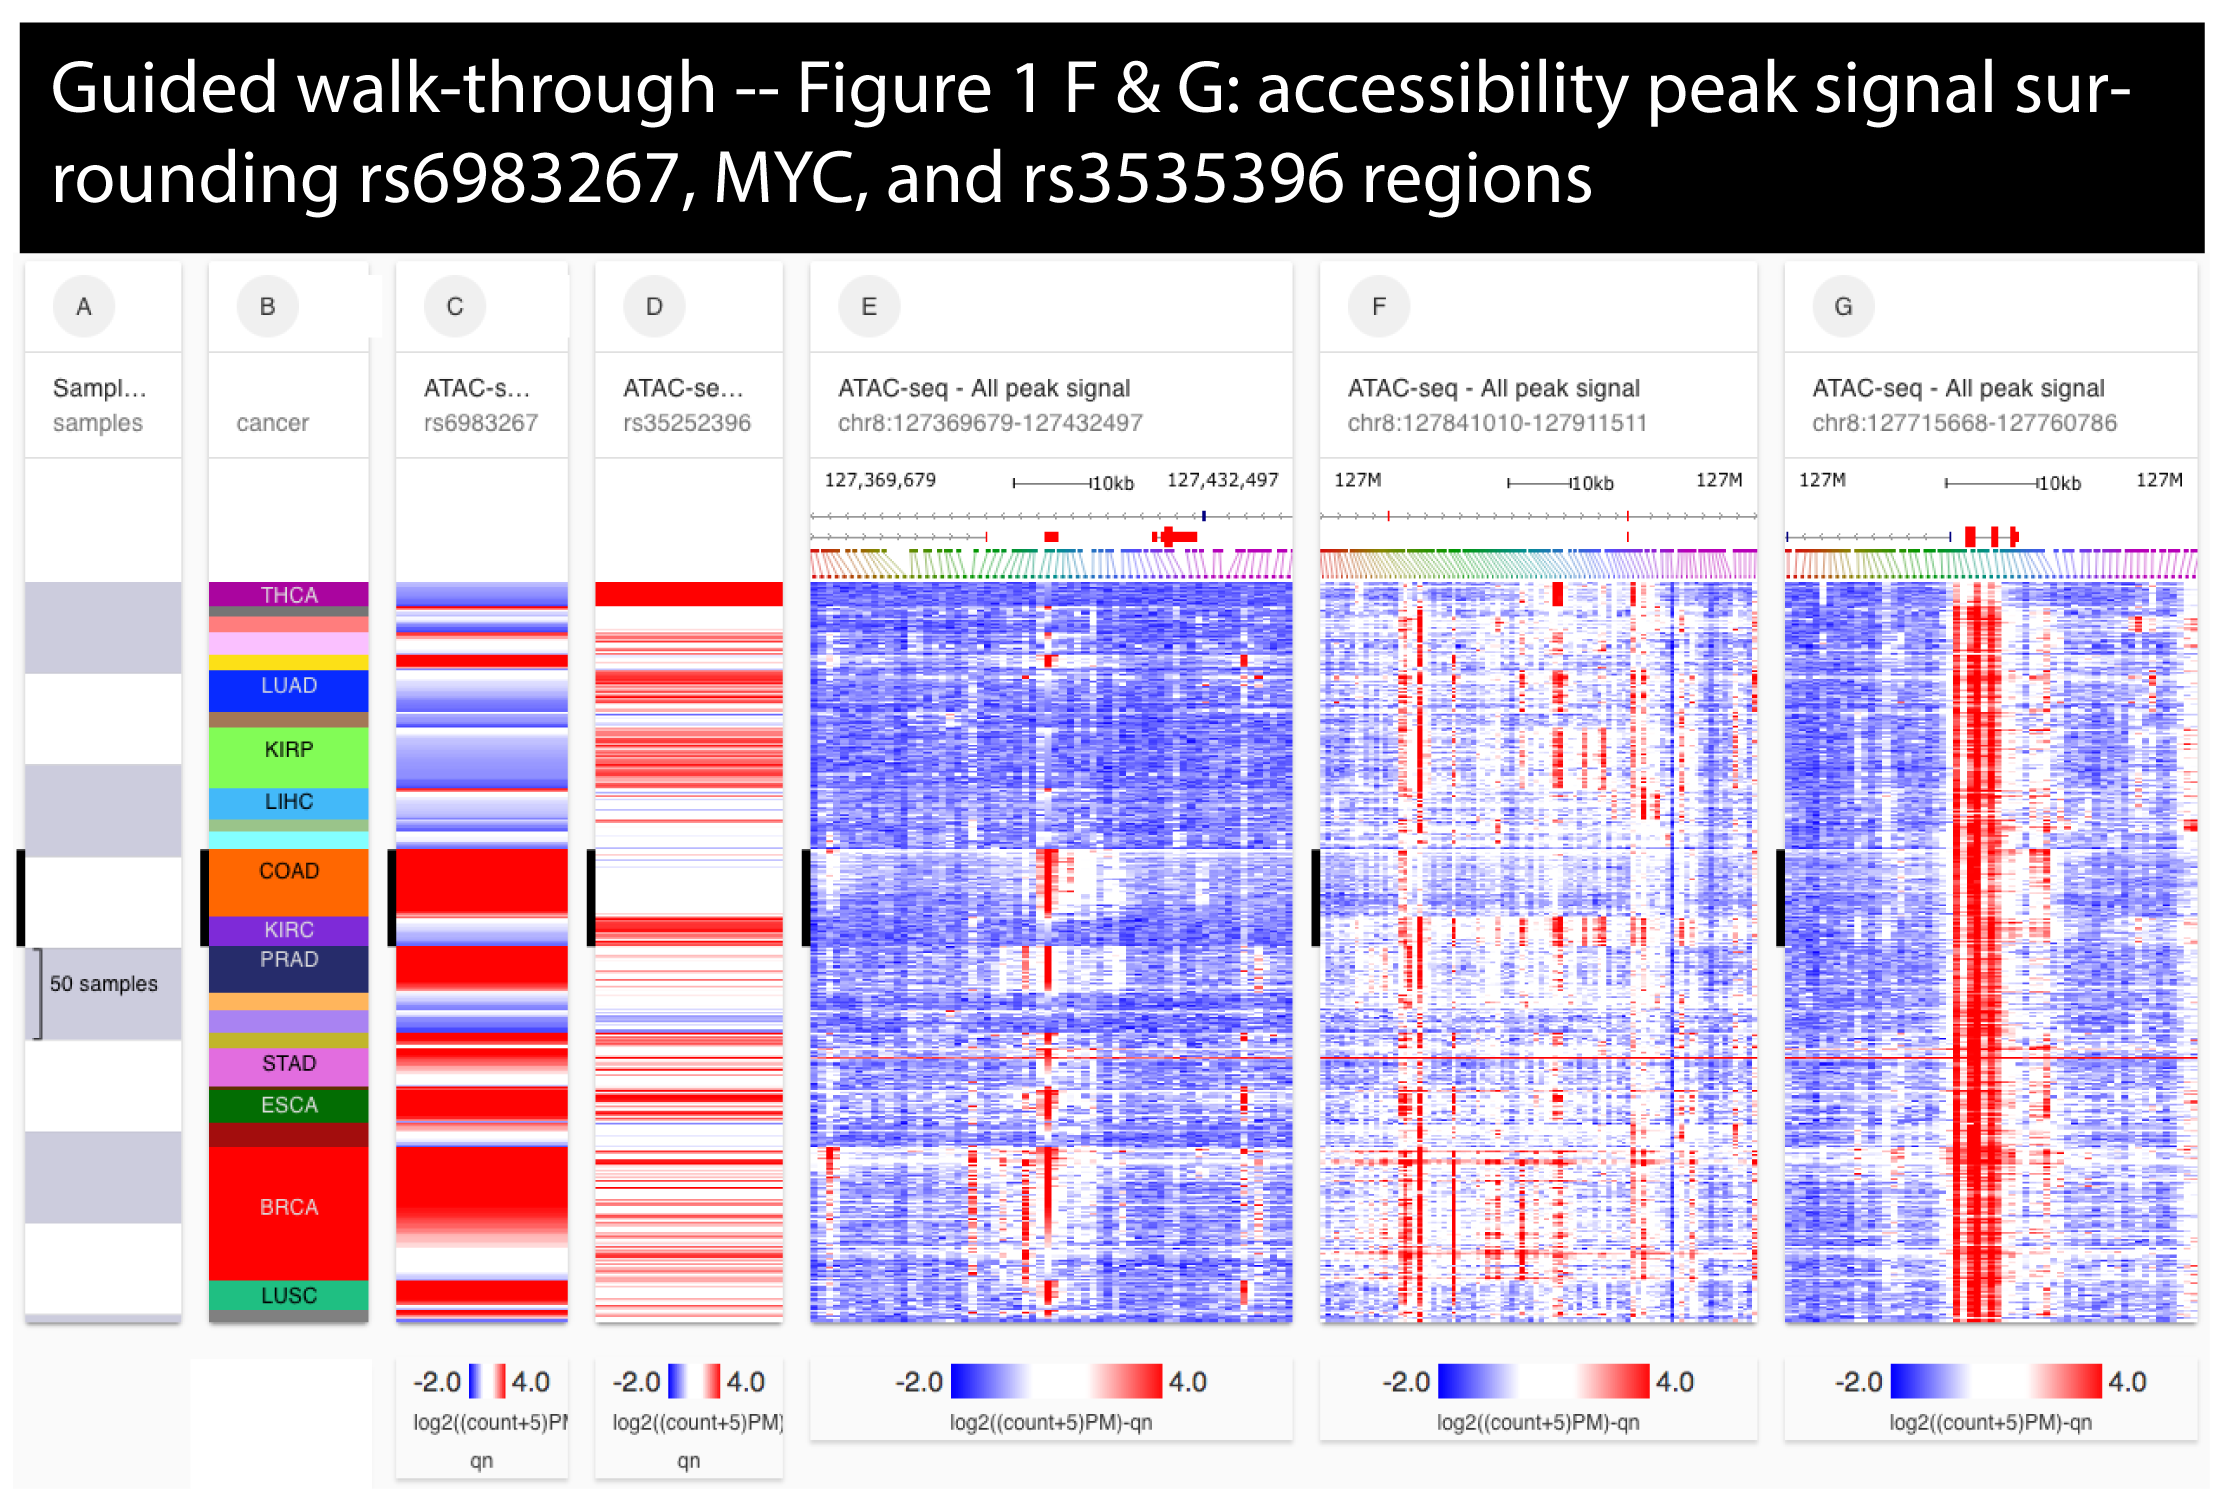 Guided walk-through -- Figure 1 F & G: accessibility peak signal sur-
rounding rs6983267, MYC, and rs3535396 regions
A B C D E F G
Sampl... ATAC-s... ATAC-se... ATAC-seq - All peak signal ATAC-seq - All peak signal ATAC-seq - All peak signal
samples cancer rs6983267 rs35252396 chr8:127369679-127432497 chr8:127841010-127911511 chr8:127715668-127760786
127,369,679 10kb 127,432,497 127M 10kb 127M 127M 10kb 127M
THCA
LUAD
KIRP
LIHC
COAD
KIRC
PRAD
50 samples
STAD
ESCA
BRCA
LUSC
-2.0 4.0 -2.0 4.0 -2.0 4.0 -2.0 4.0 -2.0 4.0
log2((count+5)PM log2((count+5)PM) log2((count+5)PM)-qn log2((count+5)PM)-qn log2((count+5)PM)-qn
qn qn